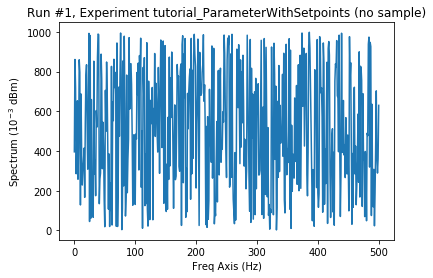 Run #1, Experiment tutorial_ParameterWithSetpoints (no sample)
1000
800
600
400
200
0
Spectrum (10⁻³ dBm)
0 100 200 300 400 500
Freq Axis (Hz)